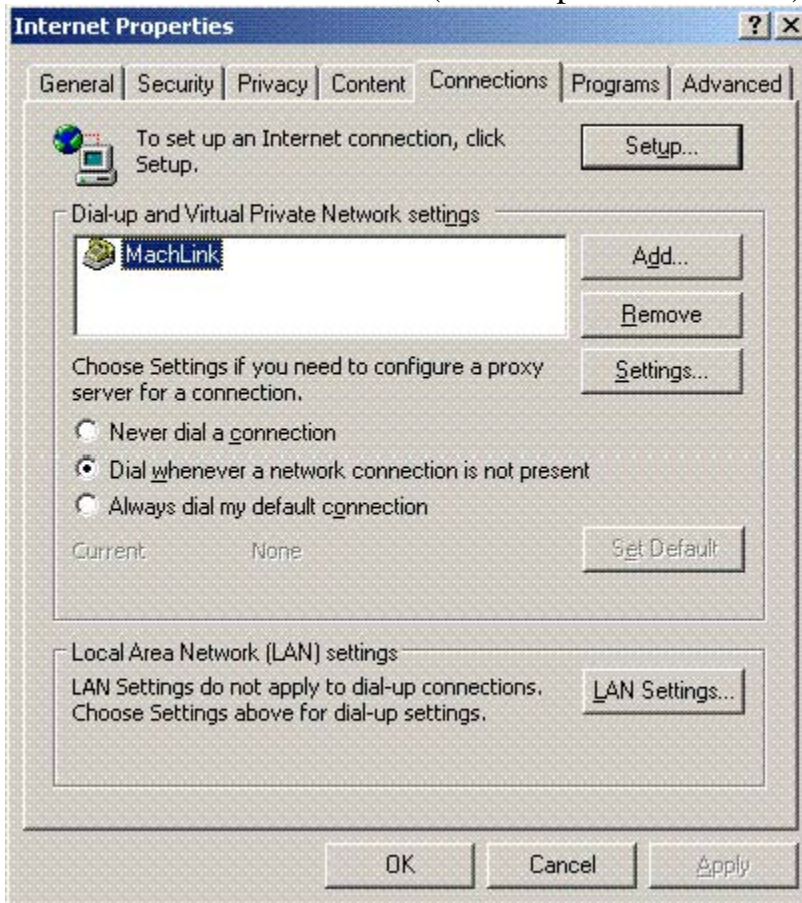 Internet Properties
General Security Privacy Content Connections Programs Advanced
To set up an Internet connection, click
Setup.
Setup...
Dial-up and Virtual Private Network settings
MachLink
Add...
Remove
Choose Settings if you need to configure a proxy
server for a connection.
Settings...
Never dial a connection
Dial whenever a network connection is not present
Always dial my default connection
Current None Set Default
Local Area Network (LAN) settings
LAN Settings do not apply to dial-up connections.
Choose Settings above for dial-up settings.
LAN Settings...
OK Cancel Apply